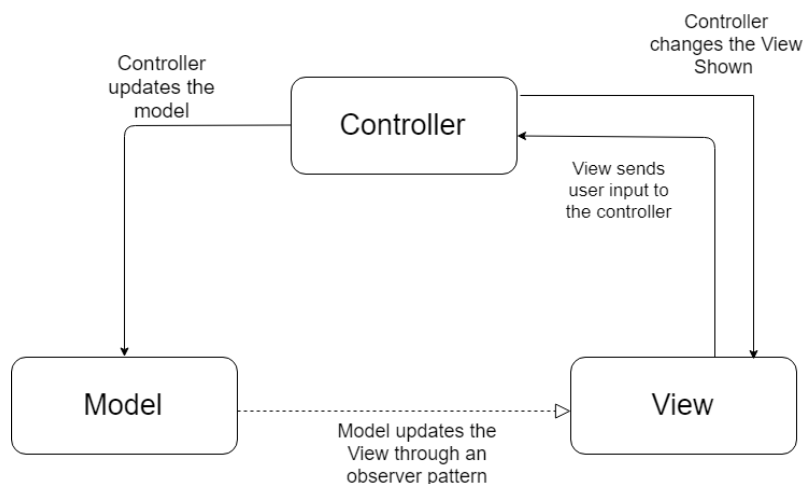 Controller
changes the View
Shown
Controller
updates the
model
Controller
View sends
user input to
the controller
Model
View
Model updates the
View through an
observer pattern